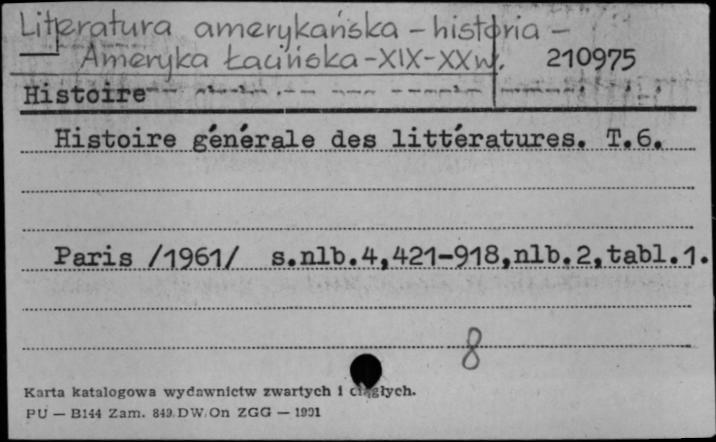 Literatura amerykańska - historia -
— Ameryka Łacińska - XIX-XXw. 210975
Histoire
Histoire générale des littératures. T.6.
Paris /1961/ s.nlb.4,421-918,nlb.2,tabl.1.
8
Karta katalogowa wydawnictw zwartych i ciągłych.
PU — B144 Zam. 849 DW. On ZGG — 1991